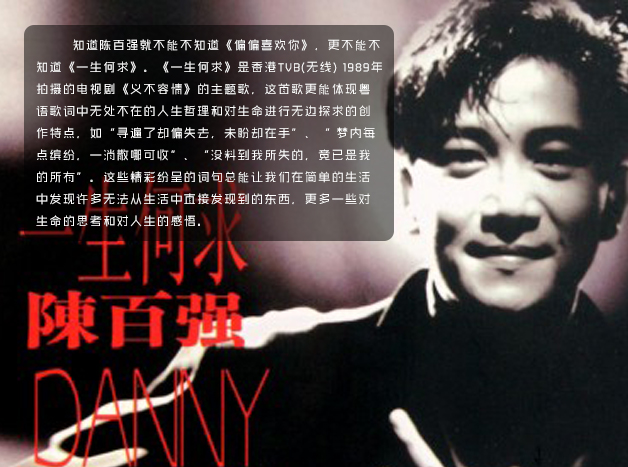 知道陈百强就不能不知道《偏偏喜欢你》，更不能不
知道《一生何求》。《一生何求》是香港TVB(无线) 1989年
拍摄的电视剧《义不容情》的主题歌，这首歌更能体现粤
语歌词中无处不在的人生哲理和对生命进行无边探求的创
作特点，如“寻遍了却偏失去，未盼却在手”、“ 梦内每
点缤纷，一消散哪可收”、“没料到我所失的，竟已是我
的所有”。这些精彩纷呈的词句总能让我们在简单的生活
中发现许多无法从生活中直接发现到的东西，更多一些对
生命的思考和对人生的感悟。
一生何求
陳百强
DANNY